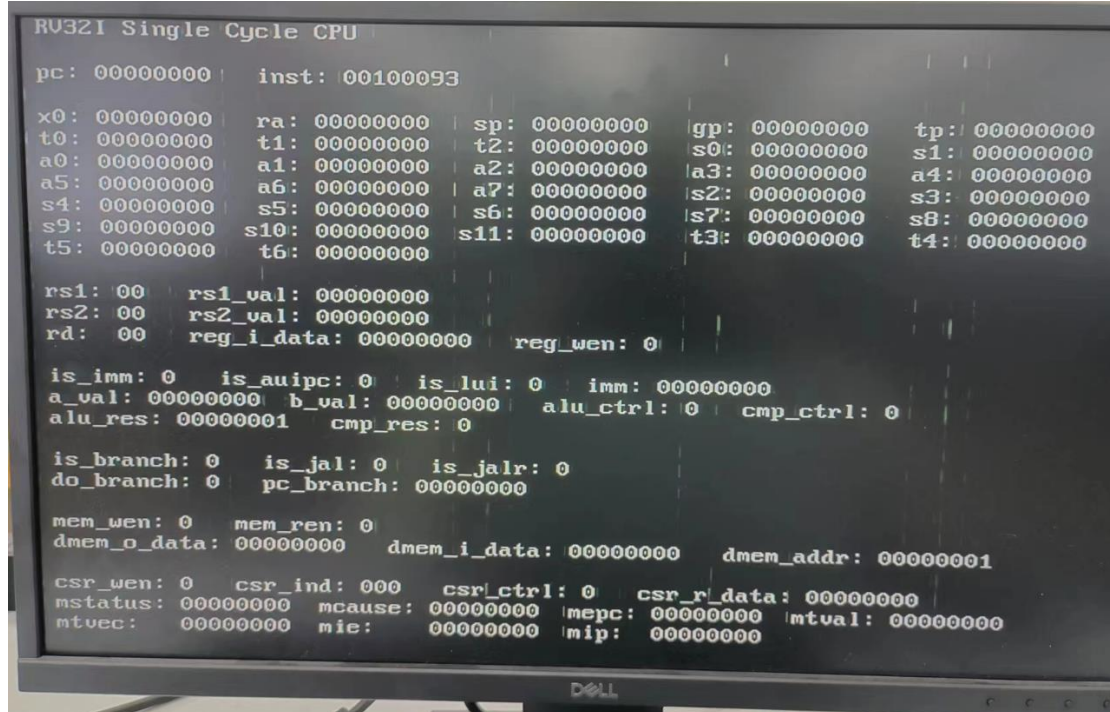 RV32I Single Cycle CPU
pc: 00000000 inst: 00100093
x0: 00000000 ra: 00000000 sp: 00000000 gp: 00000000 tp: 00000000
t0: 00000000 t1: 00000000 t2: 00000000 s0: 00000000 s1: 00000000
a0: 00000000 a1: 00000000 a2: 00000000 a3: 00000000 a4: 00000000
a5: 00000000 a6: 00000000 a7: 00000000 s2: 00000000 s3: 00000000
s4: 00000000 s5: 00000000 s6: 00000000 s7: 00000000 s8: 00000000
s9: 00000000 s10: 00000000 s11: 00000000 t3: 00000000 t4: 00000000
t5: 00000000 t6: 00000000
rs1: 00 rs1_val: 00000000
rs2: 00 rs2_val: 00000000
rd: 00 reg_i_data: 00000000 reg_wen: 0
is_imm: 0 is_auipc: 0 is_lui: 0 imm: 00000000
a_val: 00000000 b_val: 00000000 alu_ctrl: 0 cmp_ctrl: 0
alu_res: 00000001 cmp_res: 0
is_branch: 0 is_jal: 0 is_jalr: 0
do_branch: 0 pc_branch: 00000000
mem_wen: 0 mem_ren: 0
dmem_o_data: 00000000 dmem_i_data: 00000000 dmem_addr: 00000001
csr_wen: 0 csr_ind: 000 csr_ctrl: 0 csr_r_data: 00000000
mstatus: 00000000 mcause: 00000000 mepc: 00000000 mtval: 00000000
mtvec: 00000000 mie: 00000000 mip: 00000000
DELL